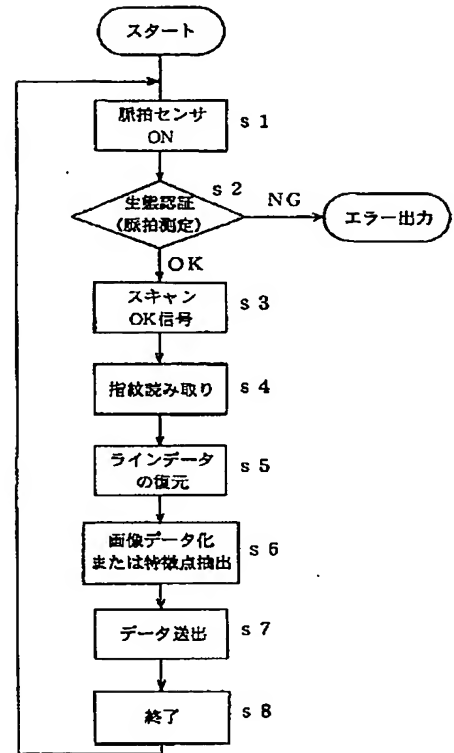 スタート
脈拍センサ
ON
s 1
生態認証
(脈拍測定)
s 2
NG
エラー出力
OK
スキャン
OK信号
s 3
指紋読み取り
s 4
ラインデータ
の復元
s 5
画像データ化
または特徴点抽出
s 6
データ送出
s 7
終了
s 8